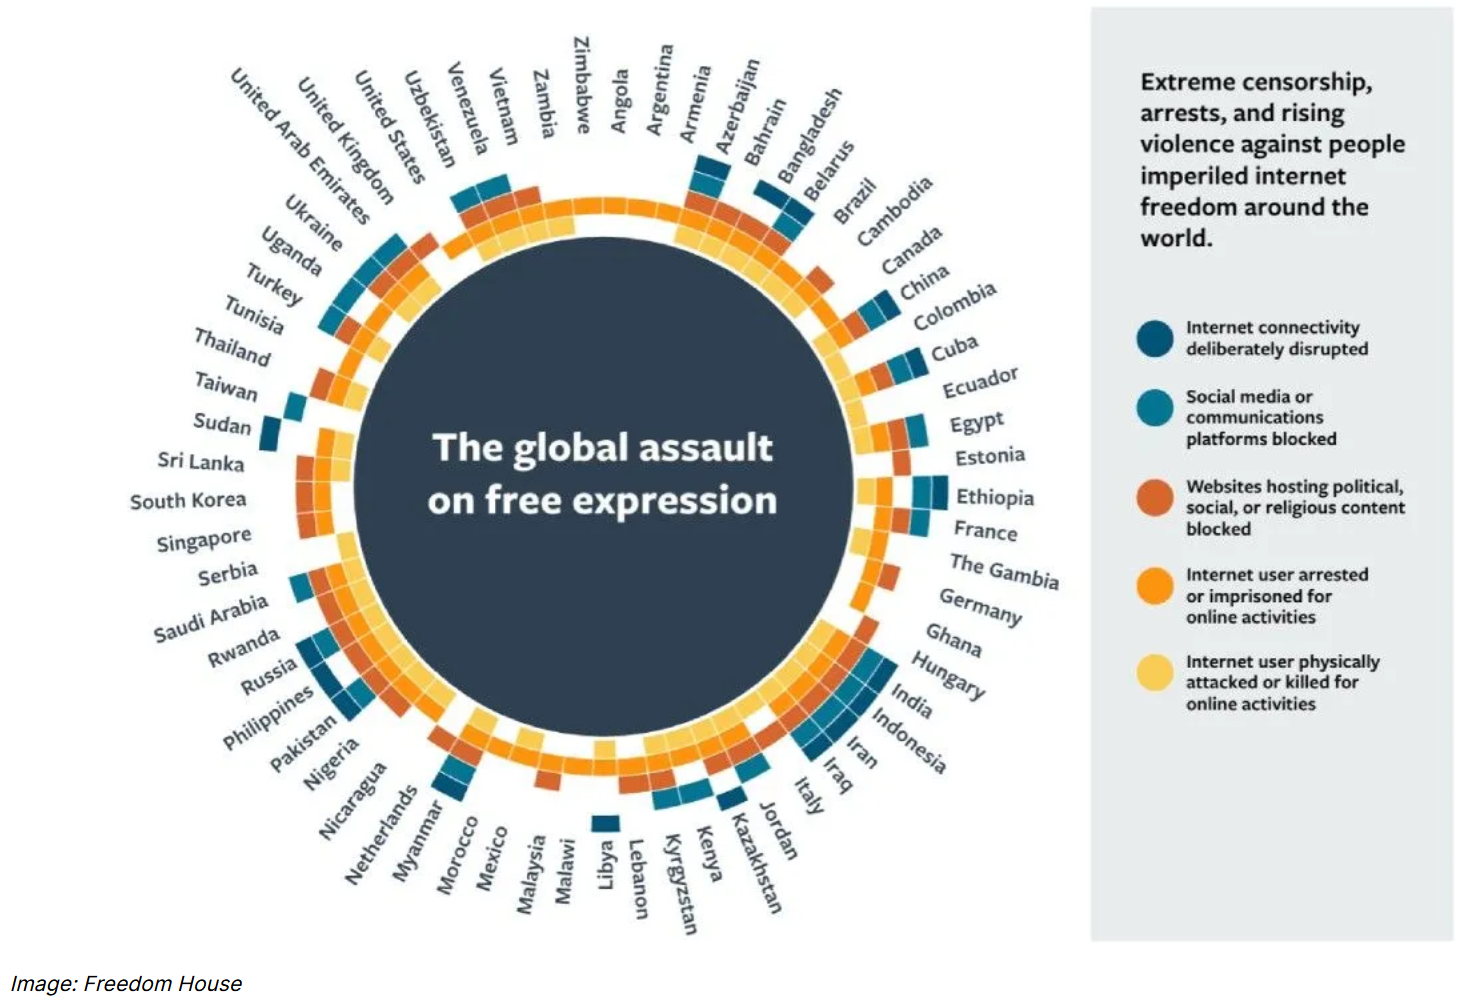 Zimbabwe
Angola
Argentina
Armenia
Azerbaijan
Bahrain
Bangladesh
Belarus
Brazil
Cambodia
Canada
China
Colombia
Cuba
Ecuador
Egypt
Estonia
Ethiopia
France
The Gambia
Germany
Ghana
Hungary
India
Indonesia
Iran
Iraq
Italy
Jordan
Kazakhstan
Kenya
Kyrgyzstan
Lebanon
Libya
Malawi
Malaysia
Mexico
Morocco
Myanmar
Netherlands
Nicaragua
Nigeria
Pakistan
Philippines
Russia
Rwanda
Saudi Arabia
Serbia
Singapore
South Korea
Sri Lanka
Sudan
Taiwan
Thailand
Tunisia
Turkey
Uganda
Ukraine
United Arab Emirates
United Kingdom
United States
Uzbekistan
Venezuela
Vietnam
Zambia
The global assault
on free expression
Extreme censorship,
arrests, and rising
violence against people
imperiled internet
freedom around the
world.
Internet connectivity
deliberately disrupted
Social media or
communications
platforms blocked
Websites hosting political,
social, or religious content
blocked
Internet user arrested
or imprisoned for
online activities
Internet user physically
attacked or killed for
online activities
Image: Freedom House